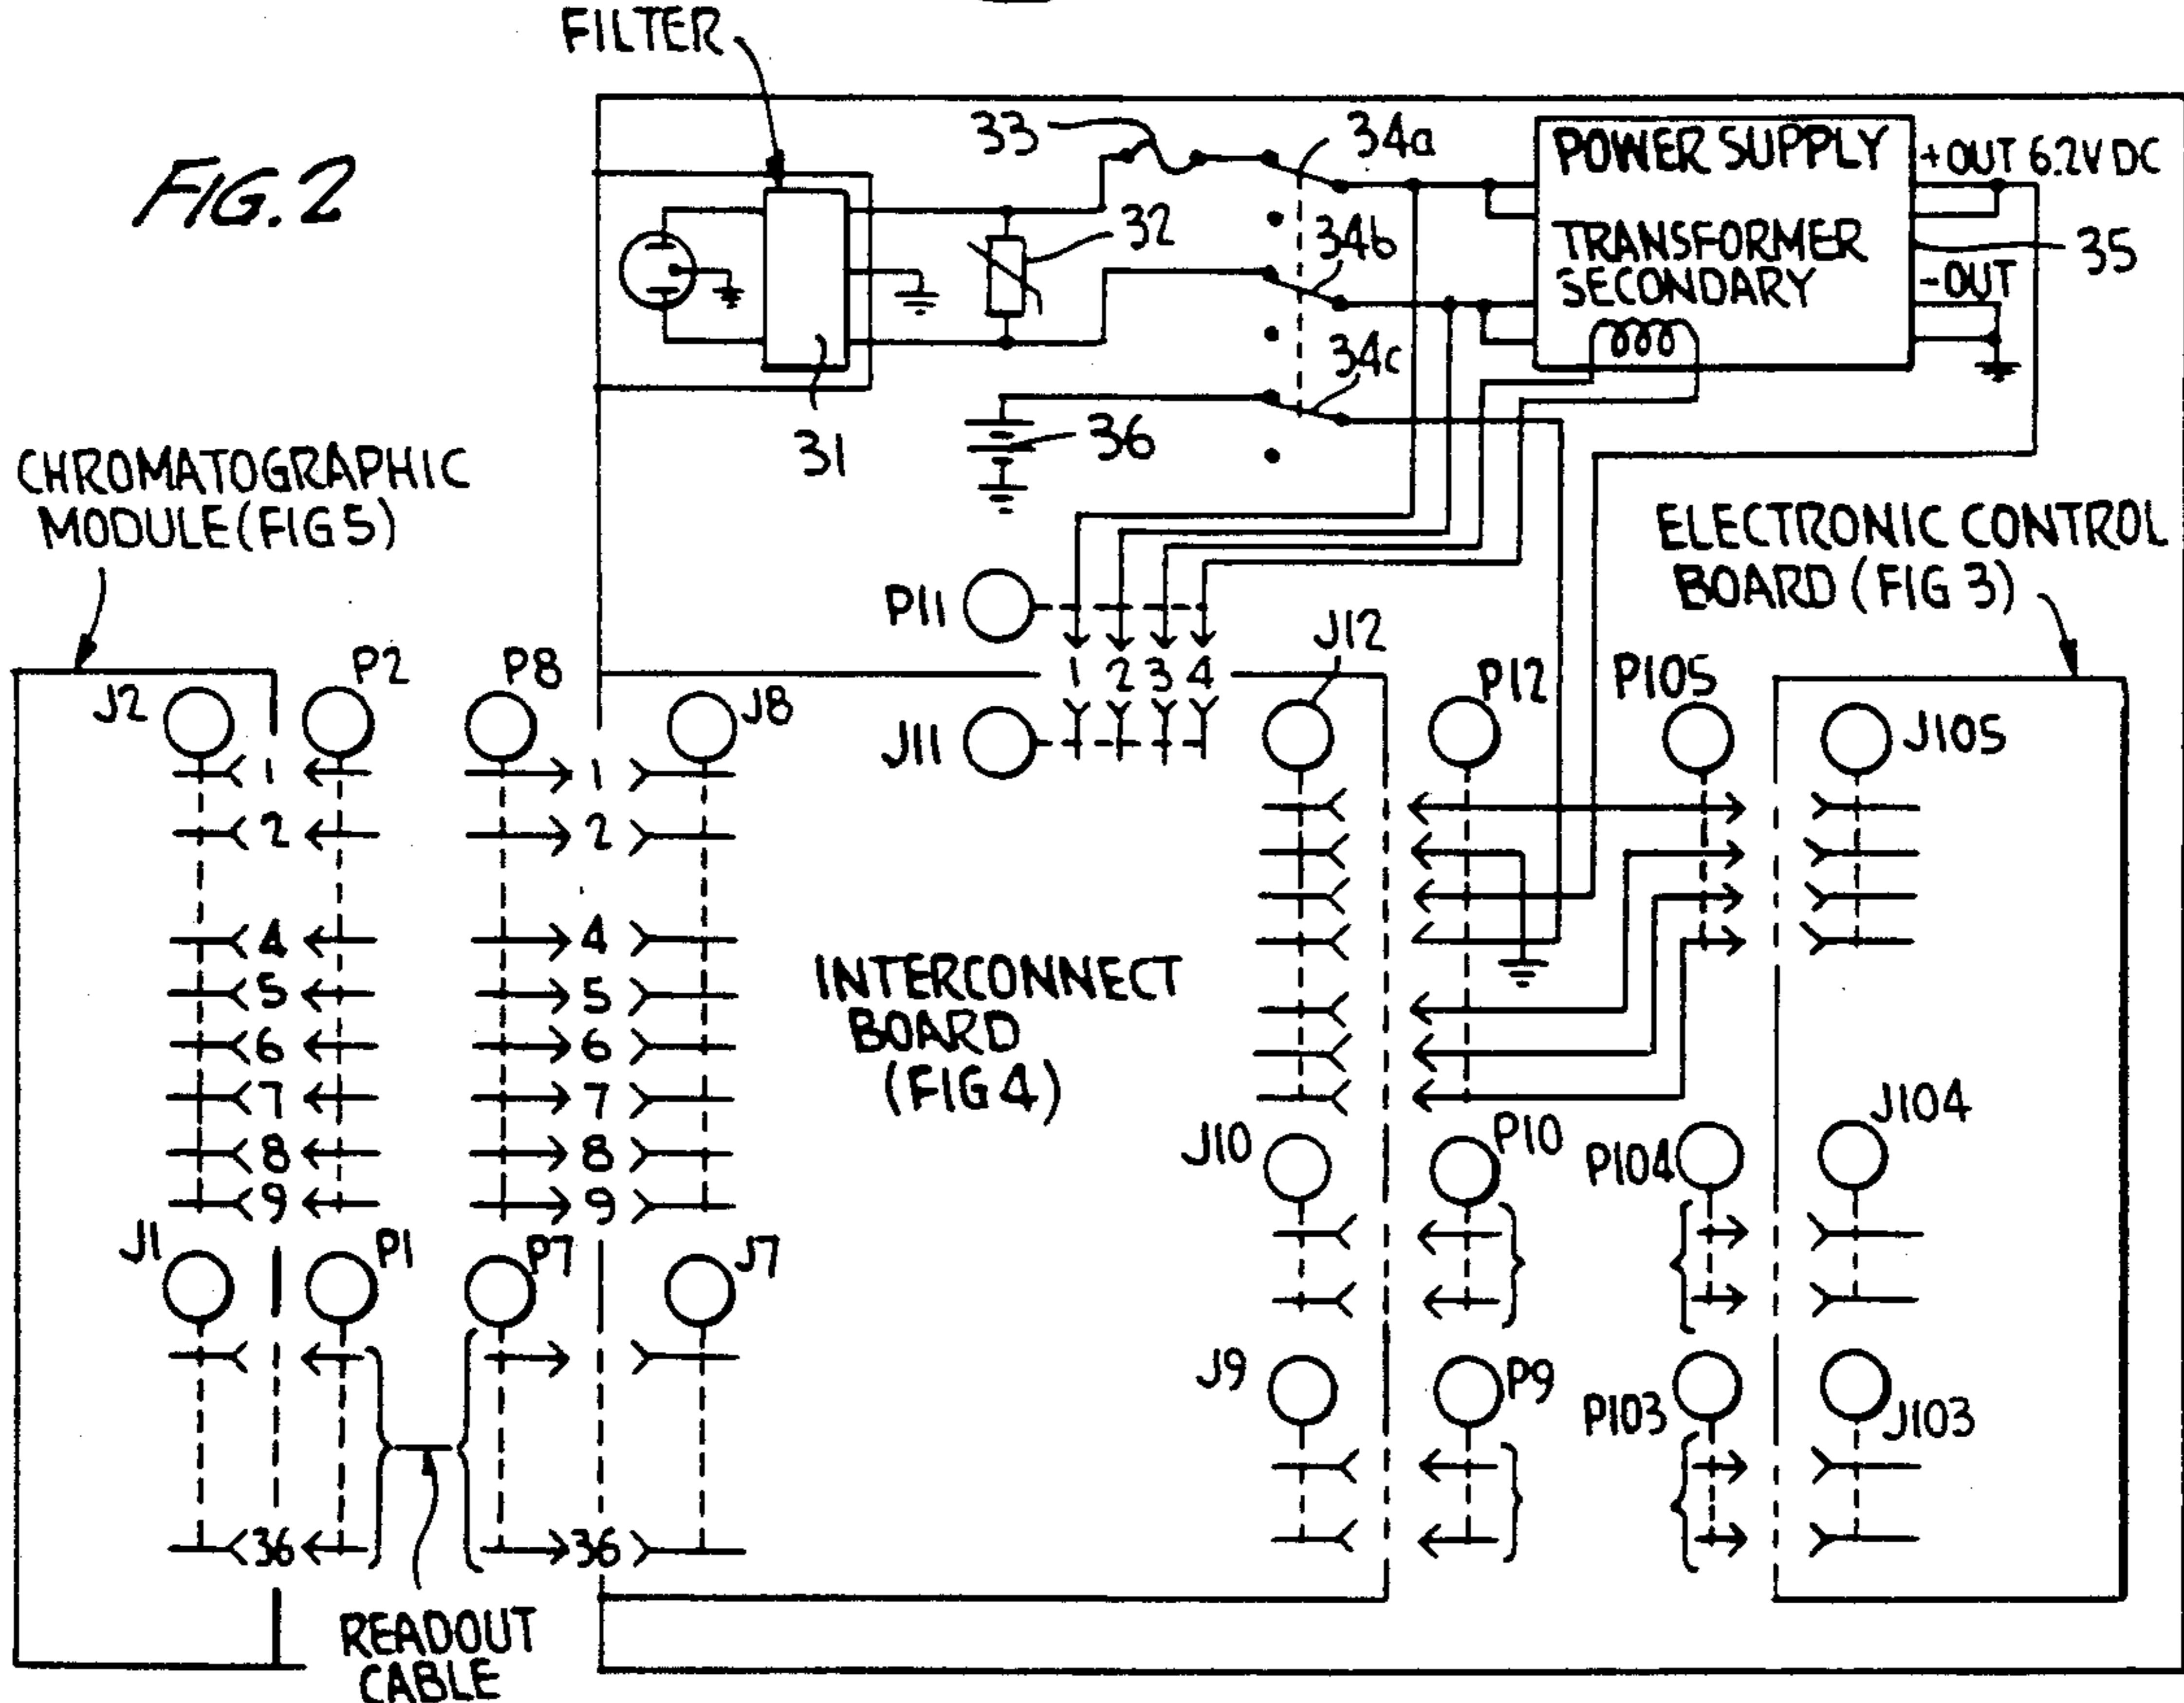 FILTER
FIG. 2
33
34a
POWER SUPPLY
+OUT 6.2V DC
32
34b
TRANSFORMER
SECONDARY
35
-OUT
34c
31
36
CHROMATOGRAPHIC
MODULE (FIG 5)
ELECTRONIC CONTROL
BOARD (FIG 3)
P11
J12
J2
P2
P8
J8
1 2 3 4
P12
P105
J11
J105
1
1
2
2
4
4
5
5
6
6
7
7
8
8
9
9
INTERCONNECT
BOARD
(FIG 4)
J10
P10
P104
J104
J1
P1
P7
J7
J9
P9
P103
J103
36
36
READOUT
CABLE